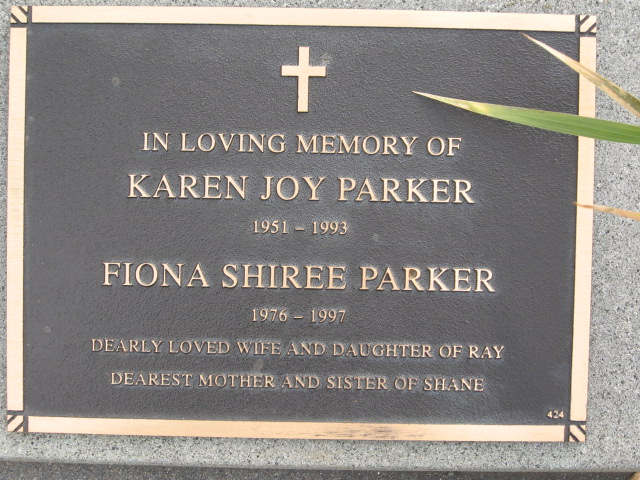 IN LOVING MEMORY OF
KAREN JOY PARKER
1951 – 1993
FIONA SHIREE PARKER
1976 – 1997
DEARLY LOVED WIFE AND DAUGHTER OF RAY
DEAREST MOTHER AND SISTER OF SHANE
424